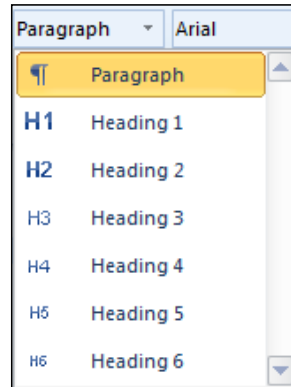 Paragraph Arial
¶ Paragraph
H1 Heading 1
H2 Heading 2
H3 Heading 3
H4 Heading 4
H5 Heading 5
H6 Heading 6